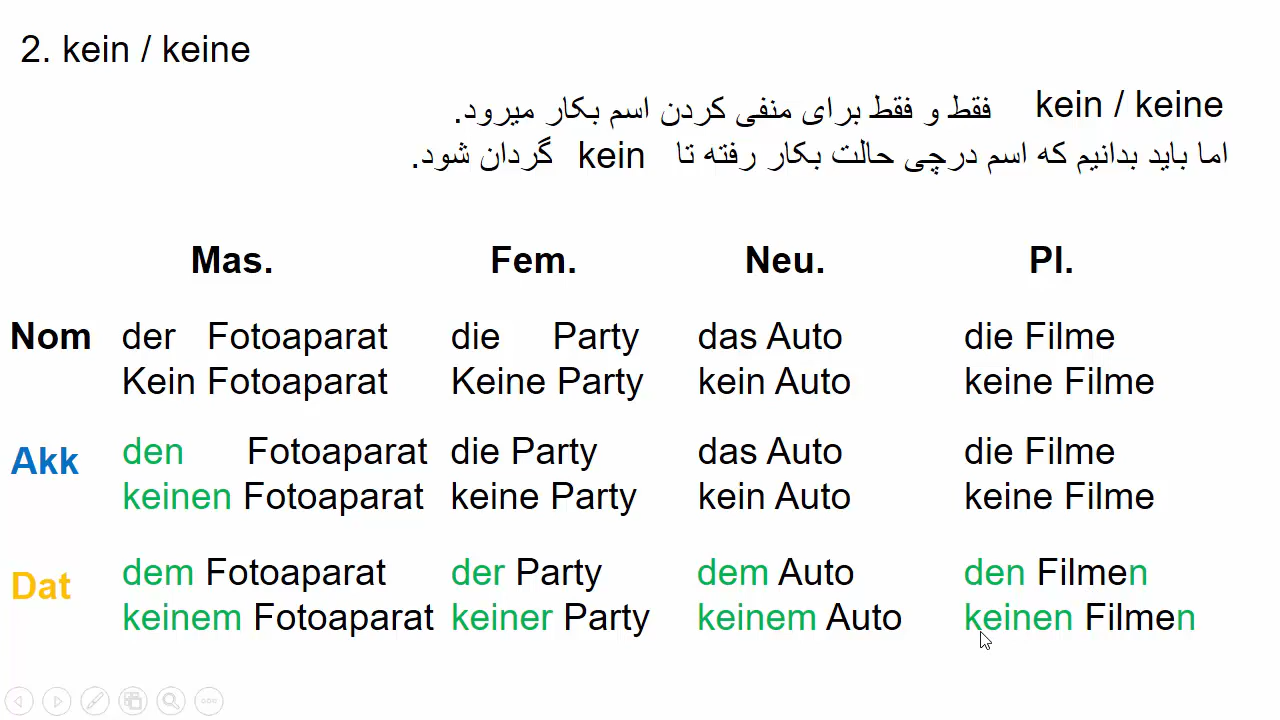 2. kein / keine
kein / keine فقط و فقط برای منفی کردن اسم بکار میرود.
اما باید بدانیم که اسم درچی حالت بکار رفته تا kein گردان شود.
Mas. Fem. Neu. Pl.
Nom der Fotoaparat die Party das Auto die Filme
Kein Fotoaparat Keine Party kein Auto keine Filme
Akk den Fotoaparat die Party das Auto die Filme
keinen Fotoaparat keine Party kein Auto keine Filme
Dat dem Fotoaparat der Party dem Auto den Filmen
keinem Fotoaparat keiner Party keinem Auto keinen Filmen